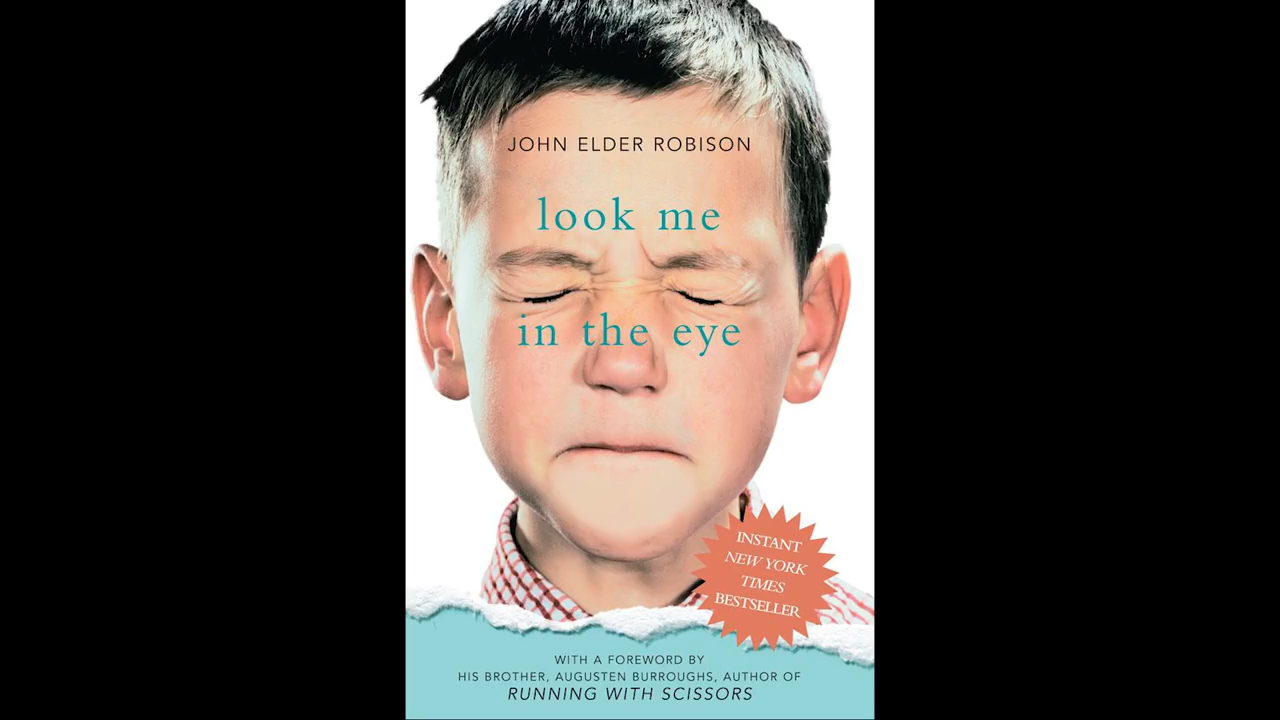 JOHN ELDER ROBISON
look me
in the eye
INSTANT
NEW YORK
TIMES
BESTSELLER
WITH A FOREWORD BY
HIS BROTHER, AUGUSTEN BURROUGHS, AUTHOR OF
RUNNING WITH SCISSORS